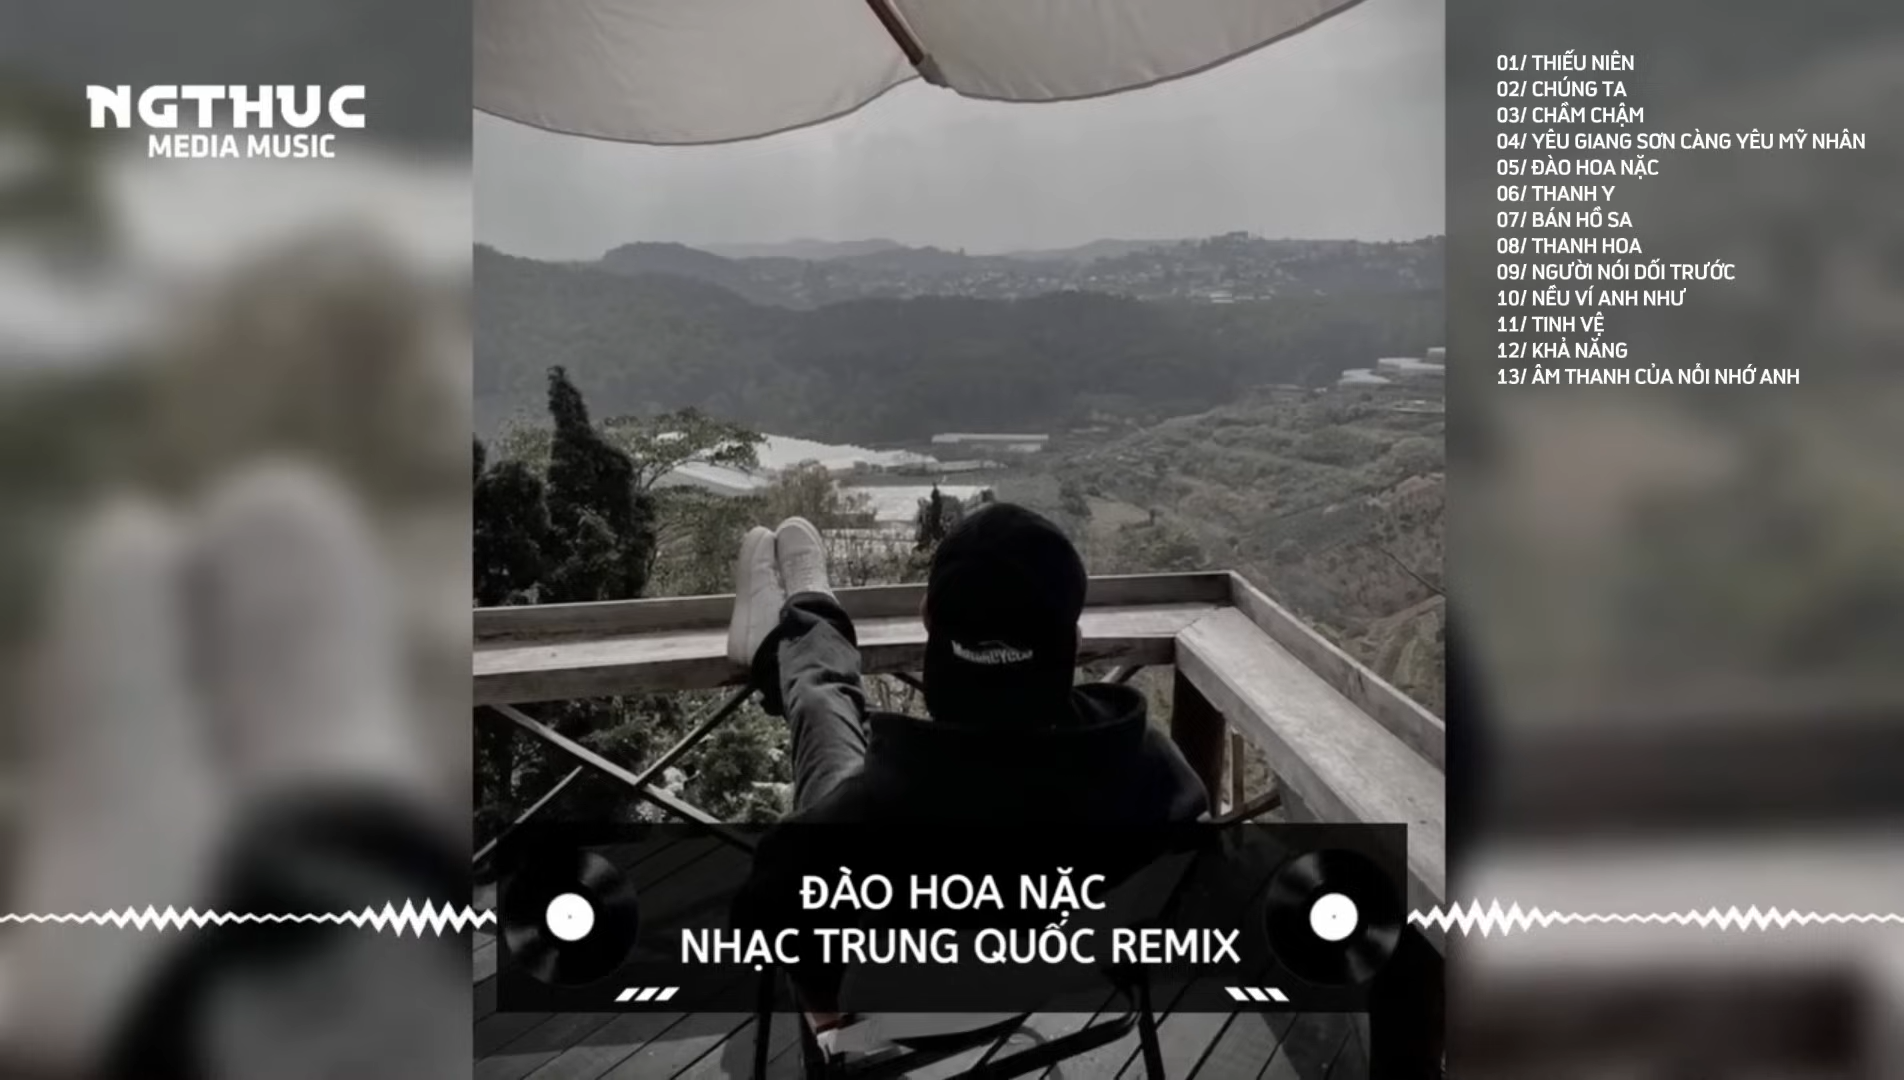 NGTHUC
MEDIA MUSIC
01/ THIẾU NIÊN
02/ CHÚNG TA
03/ CHẦM CHẬM
04/ YÊU GIANG SƠN CÀNG YÊU MỸ NHÂN
05/ ĐÀO HOA NẶC
06/ THANH Y
07/ BÁN HỒ SA
08/ THANH HOA
09/ NGƯỜI NÓI DỐI TRƯỚC
10/ NẾU VÍ ANH NHƯ
11/ TINH VỆ
12/ KHẢ NĂNG
13/ ÂM THANH CỦA NỖI NHỚ ANH
MOTORCYCLE
ĐÀO HOA NẶC
NHẠC TRUNG QUỐC REMIX